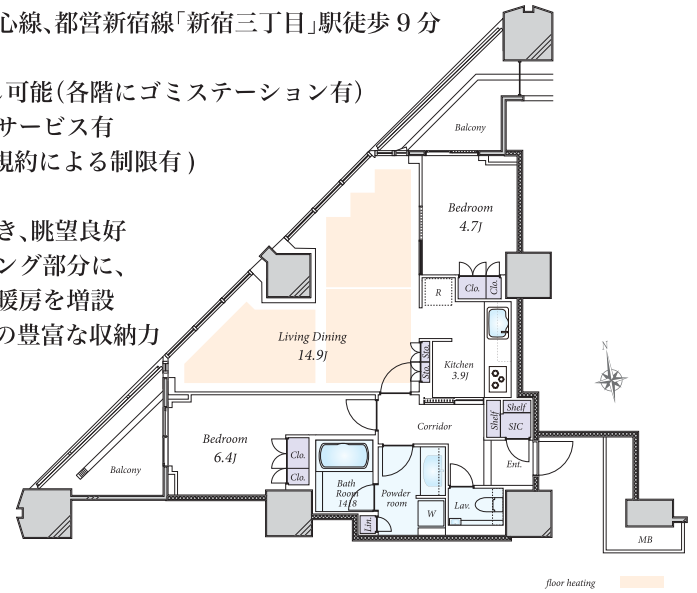 心線、都営新宿線「新宿三丁目」駅徒歩 9 分
可能（各階にゴミステーション有）
サービス有
規約による制限有 )
き、眺望良好
ング部分に、
暖房を増設
の豊富な収納力
Balcony
Bedroom
4.7J
Clo.
Clo.
R
Living Dining
14.9J
Sto.
Sto.
Kitchen
3.9J
N
Shelf
Shelf
SIC
Corridor
Bedroom
6.4J
Clo.
Clo.
Balcony
Bath
Room
1418
Powder
room
Ent.
Lav.
W
Lin.
MB
floor heating